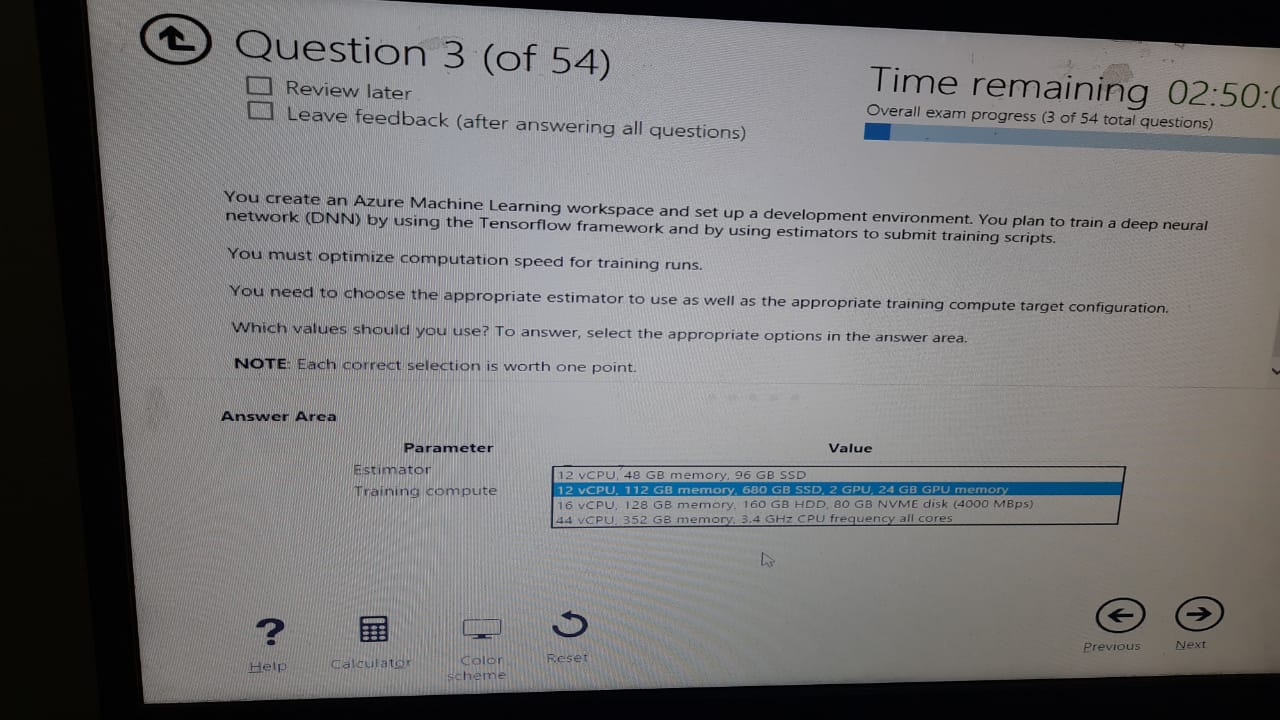 Question 3 (of 54)
Review later
Leave feedback (after answering all questions)
Time remaining 02:50:0
Overall exam progress (3 of 54 total questions)
You create an Azure Machine Learning workspace and set up a development environment. You plan to train a deep neural
network (DNN) by using the Tensorflow framework and by using estimators to submit training scripts.
You must optimize computation speed for training runs.
You need to choose the appropriate estimator to use as well as the appropriate training compute target configuration.
Which values should you use? To answer, select the appropriate options in the answer area.
NOTE: Each correct selection is worth one point.
Answer Area
Parameter Value
Estimator
Training compute
12 vCPU, 48 GB memory, 96 GB SSD
12 vCPU, 112 GB memory, 680 GB SSD, 2 GPU, 24 GB GPU memory
16 vCPU, 128 GB memory, 160 GB HDD, 80 GB NVME disk (4000 MBps)
44 vCPU, 352 GB memory, 3.4 GHz CPU frequency all cores
?
Help
Calculator
Color
scheme
Reset
Previous
Next